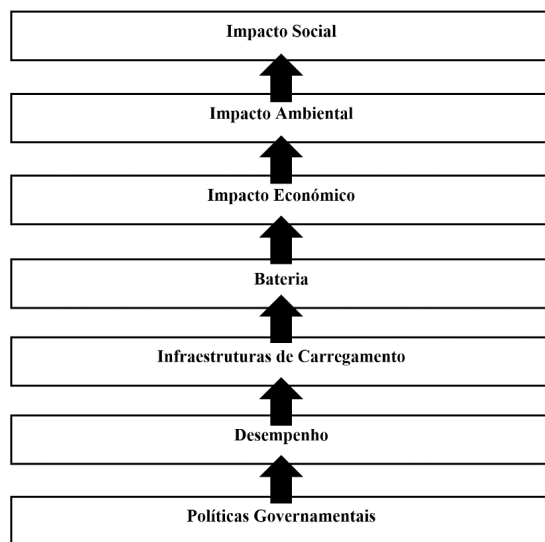 Impacto Social
Impacto Ambiental
Impacto Económico
Bateria
Infraestruturas de Carregamento
Desempenho
Políticas Governamentais